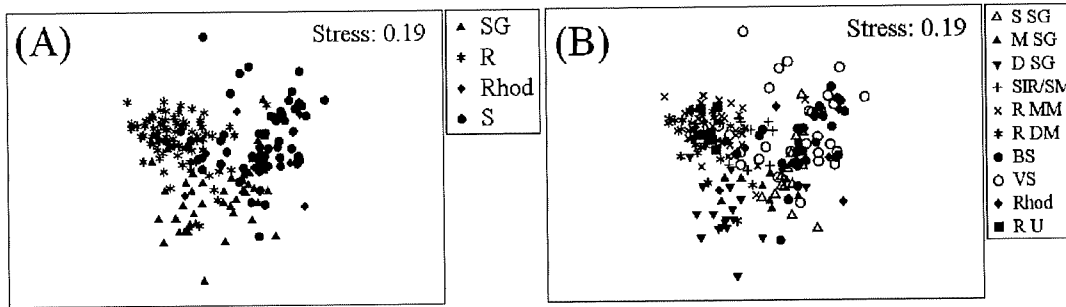 (A)
Stress: 0.19
SG
R
Rhod
S
(B)
Stress: 0.19
S SG
M SG
D SG
SIR/SM
R MM
R DM
BS
VS
Rhod
R U